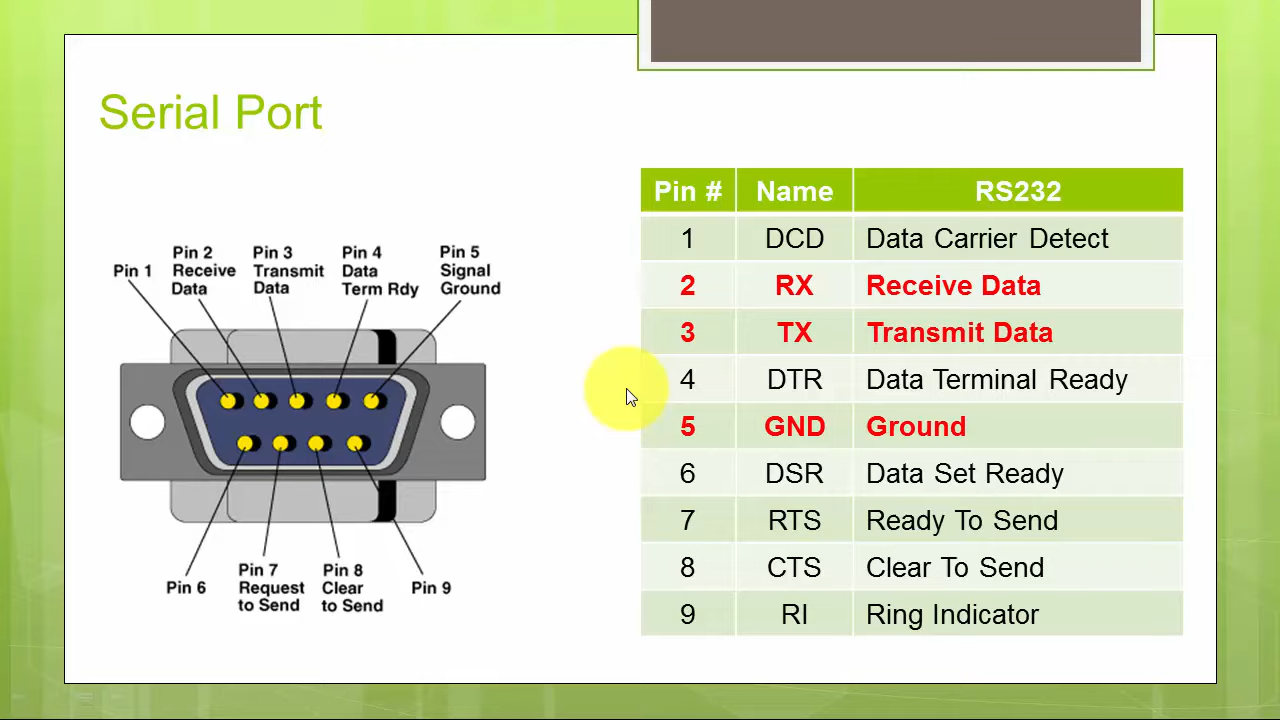 Serial Port
Pin 1
Pin 2
Receive
Data
Pin 3
Transmit
Data
Pin 4
Data
Term Rdy
Pin 5
Signal
Ground
Pin 6
Pin 7
Request
to Send
Pin 8
Clear
to Send
Pin 9
Pin # Name RS232
1 DCD Data Carrier Detect
2 RX Receive Data
3 TX Transmit Data
4 DTR Data Terminal Ready
5 GND Ground
6 DSR Data Set Ready
7 RTS Ready To Send
8 CTS Clear To Send
9 RI Ring Indicator